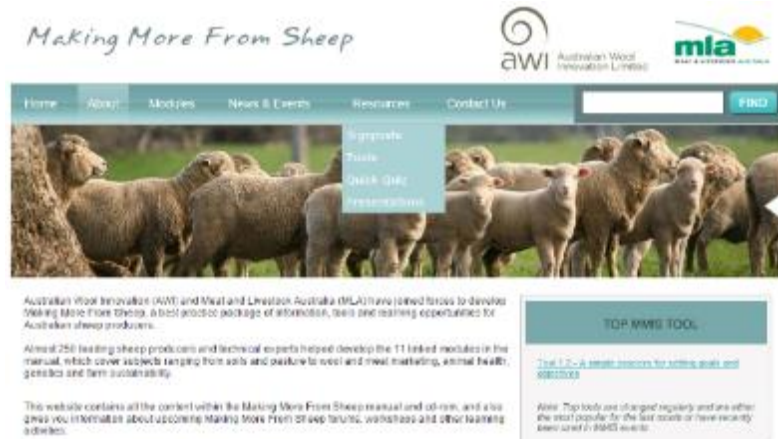 Making More From Sheep
awi Australian Wool
Innovation Limited
mla
MEAT & LIVESTOCK AUSTRALIA
Home About Modules News & Events Resources Contact Us FIND
Signposts
Tools
Quick Quiz
Presentations
Australian Wool Innovation (AWI) and Meat and Livestock Australia (MLA) have joined forces to develop
Making More From Sheep, a best practice package of information, tools and learning opportunities for
Australian sheep producers.
Almost 250 leading sheep producers and technical experts helped develop the 11 linked modules in the
manual, which cover subjects ranging from soils and pasture to wool and meat marketing, animal health,
genetics and farm sustainability.
This website contains all the content within the Making More From Sheep manual and cd-rom, and also
gives you information about upcoming Making More From Sheep forums, workshops and other learning
activities.
TOP MMFS TOOL
Tool 1.2 - A simple process for setting goals and
objectives
Note: Top tools are changed regularly and are either
the most popular for the last month or have recently
been used in MMFS events.